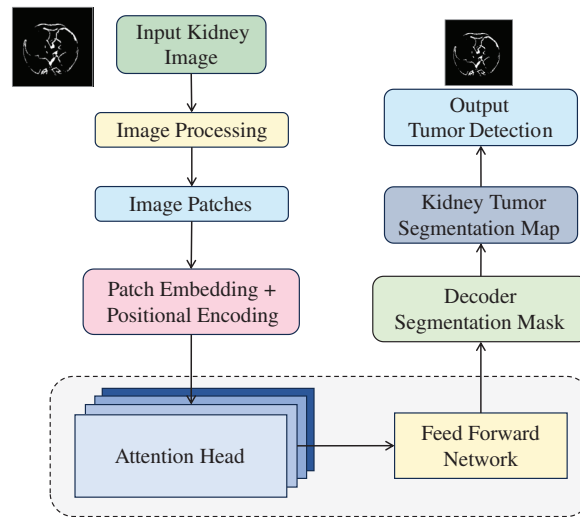 Input Kidney
Image
Image Processing
Image Patches
Patch Embedding +
Positional Encoding
Attention Head
Feed Forward
Network
Decoder
Segmentation Mask
Kidney Tumor
Segmentation Map
Output
Tumor Detection